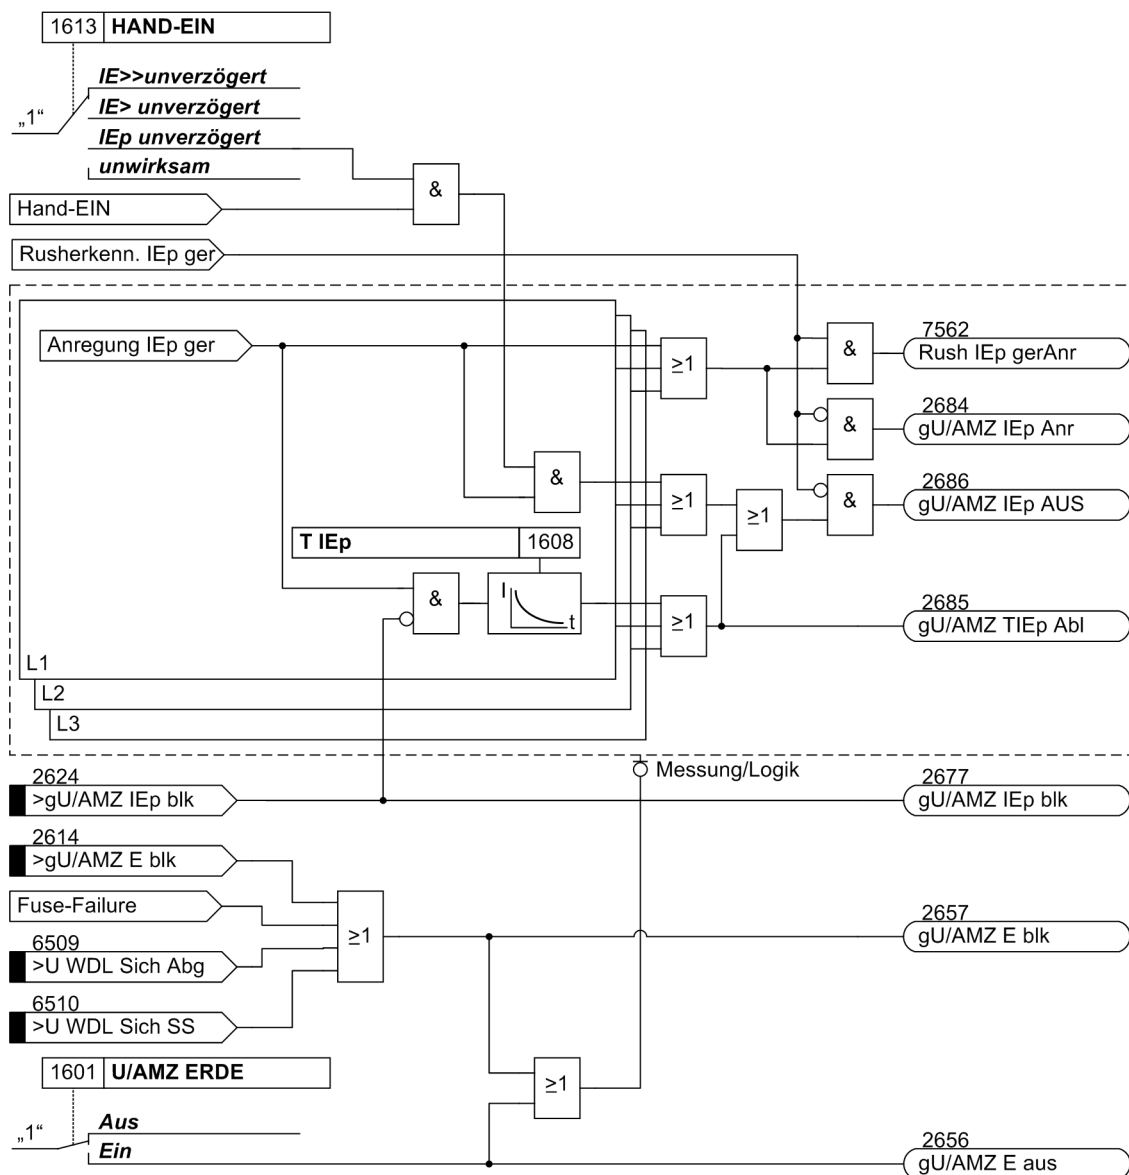 1613 HAND-EIN
IE>>unverzögert
„1“
IE> unverzögert
IEp unverzögert
unwirksam
&
Hand-EIN
Rusherkenn. IEp ger
Anregung IEp ger
≥1
&
7562
Rush IEp gerAnr
&
2684
gU/AMZ IEp Anr
&
≥1
≥1
&
2686
gU/AMZ IEp AUS
T IEp 1608
&
I
t
≥1
2685
gU/AMZ TIEp Abl
L1
L2
L3
Messung/Logik
2624
>gU/AMZ IEp blk
2677
gU/AMZ IEp blk
2614
>gU/AMZ E blk
Fuse-Failure
≥1
2657
gU/AMZ E blk
6509
>U WDL Sich Abg
6510
>U WDL Sich SS
1601 U/AMZ ERDE
≥1
„1“
Aus
Ein
2656
gU/AMZ E aus